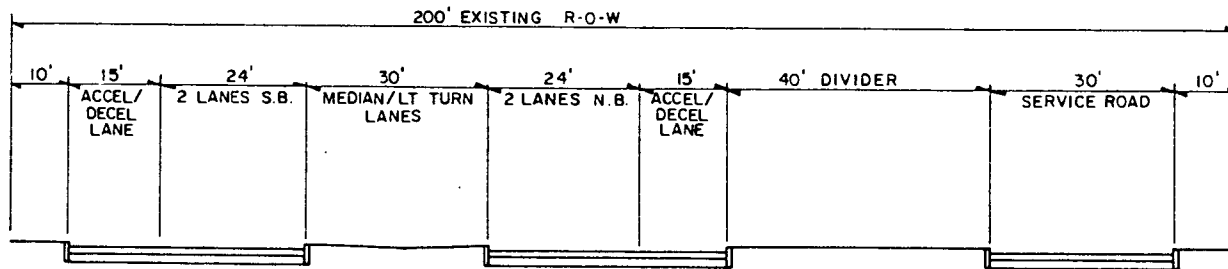 200' EXISTING R-O-W
10' 15' 24' 30' 24' 15' 40' DIVIDER 30' 10'
ACCEL/ 2 LANES S.B. MEDIAN/LT TURN 2 LANES N.B. ACCEL/ SERVICE ROAD
DECEL LANES DECEL
LANE LANE